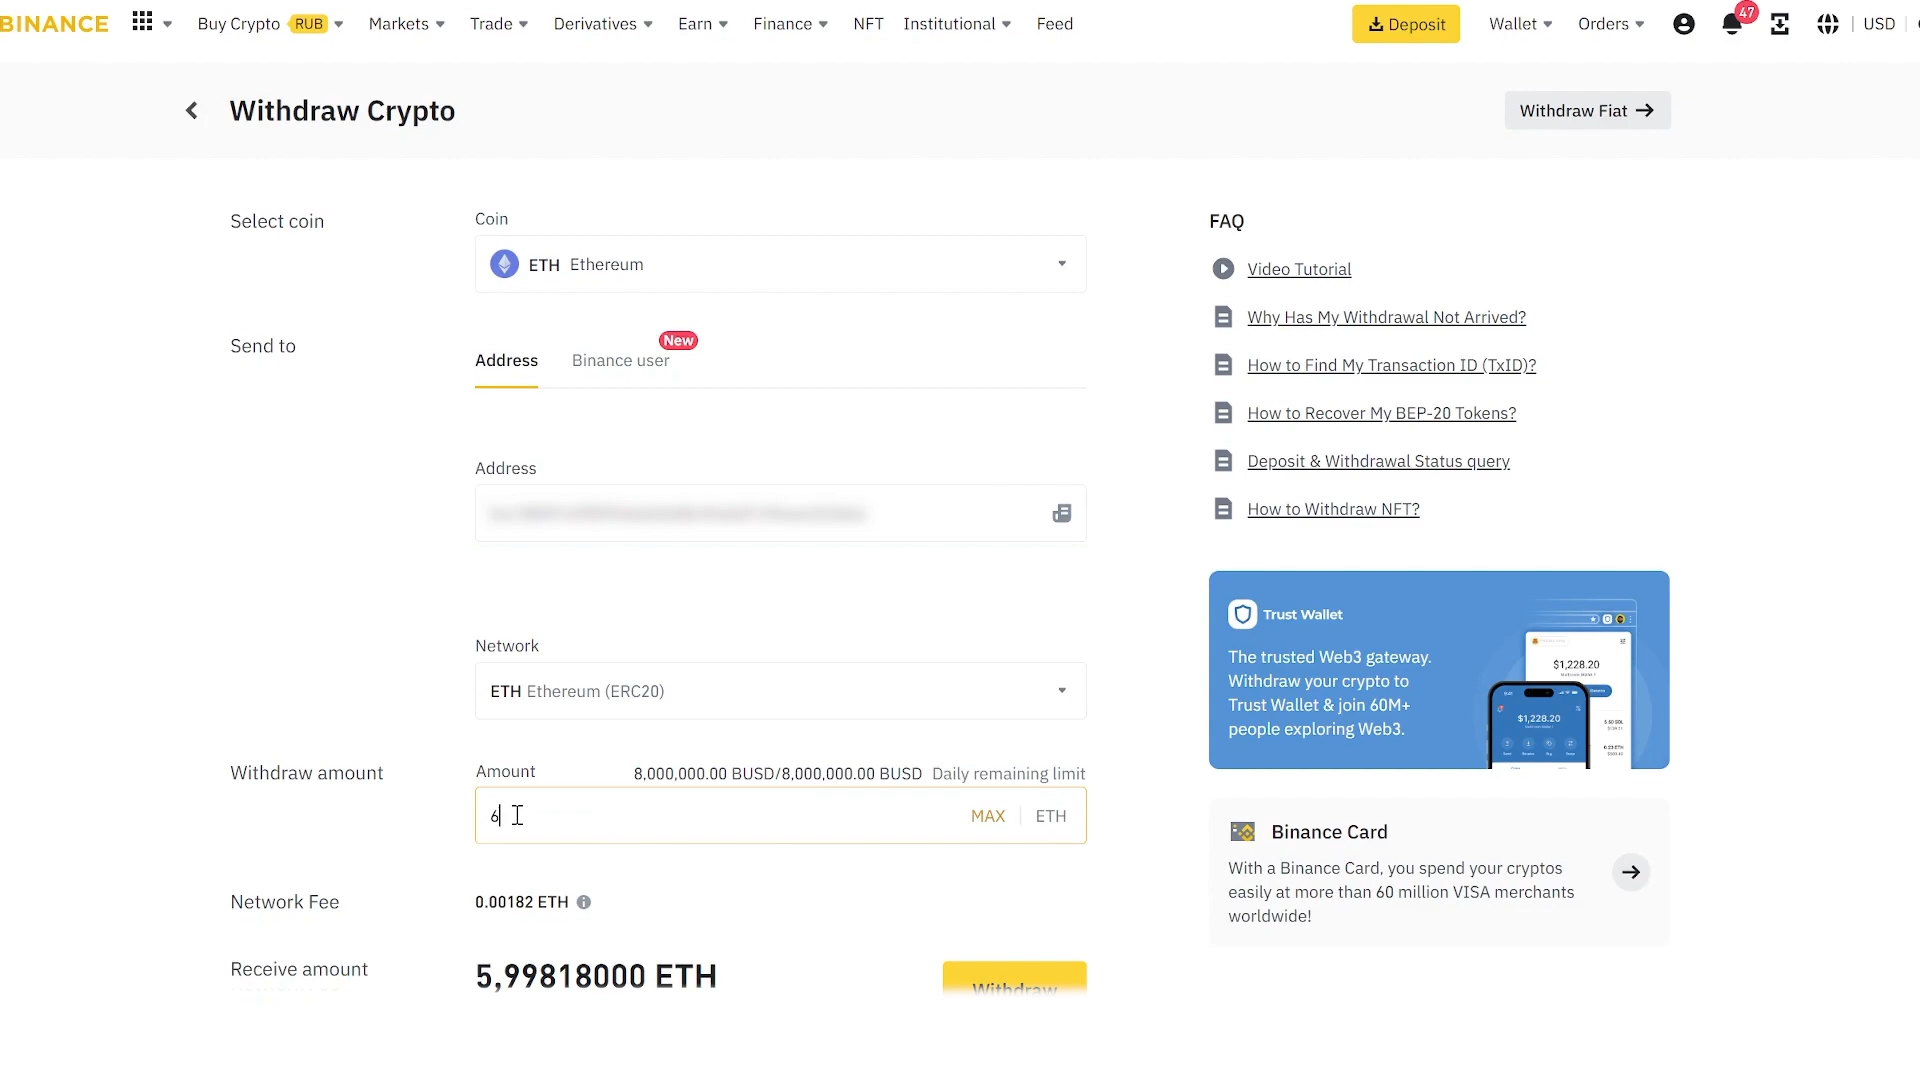 BINANCE
Buy Crypto RUB
Markets
Trade
Derivatives
Earn
Finance
NFT
Institutional
Feed
Deposit
Wallet
Orders
47
USD
Withdraw Crypto
Withdraw Fiat
Select coin
Coin
ETH Ethereum
Send to
Address
Binance user
New
Address
Network
ETH Ethereum (ERC20)
Withdraw amount
Amount
8,000,000.00 BUSD/8,000,000.00 BUSD Daily remaining limit
6
MAX
ETH
Network Fee
0.00182 ETH
Receive amount
5,99818000 ETH
Withdraw
FAQ
Video Tutorial
Why Has My Withdrawal Not Arrived?
How to Find My Transaction ID (TxID)?
How to Recover My BEP-20 Tokens?
Deposit & Withdrawal Status query
How to Withdraw NFT?
Trust Wallet
The trusted Web3 gateway.
Withdraw your crypto to
Trust Wallet & join 60M+
people exploring Web3.
$1,228.20
$1,228.20
Binance Card
With a Binance Card, you spend your cryptos
easily at more than 60 million VISA merchants
worldwide!